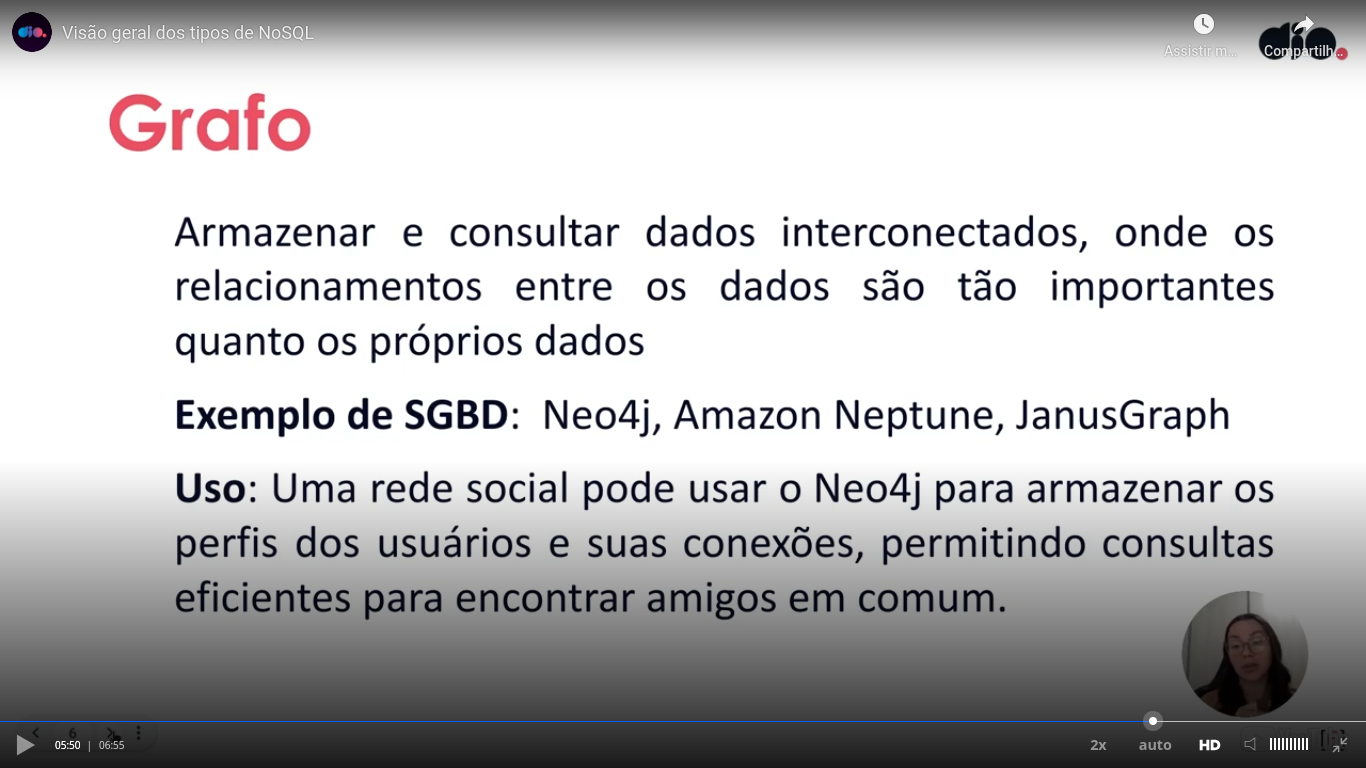 Visão geral dos tipos de NoSQL
Assistir m...
Compartilh...
dio
Grafo
Armazenar e consultar dados interconectados, onde os
relacionamentos entre os dados são tão importantes
quanto os próprios dados
Exemplo de SGBD: Neo4j, Amazon Neptune, JanusGraph
Uso: Uma rede social pode usar o Neo4j para armazenar os
perfis dos usuários e suas conexões, permitindo consultas
eficientes para encontrar amigos em comum.
6
05:50 | 06:55
2x auto HD